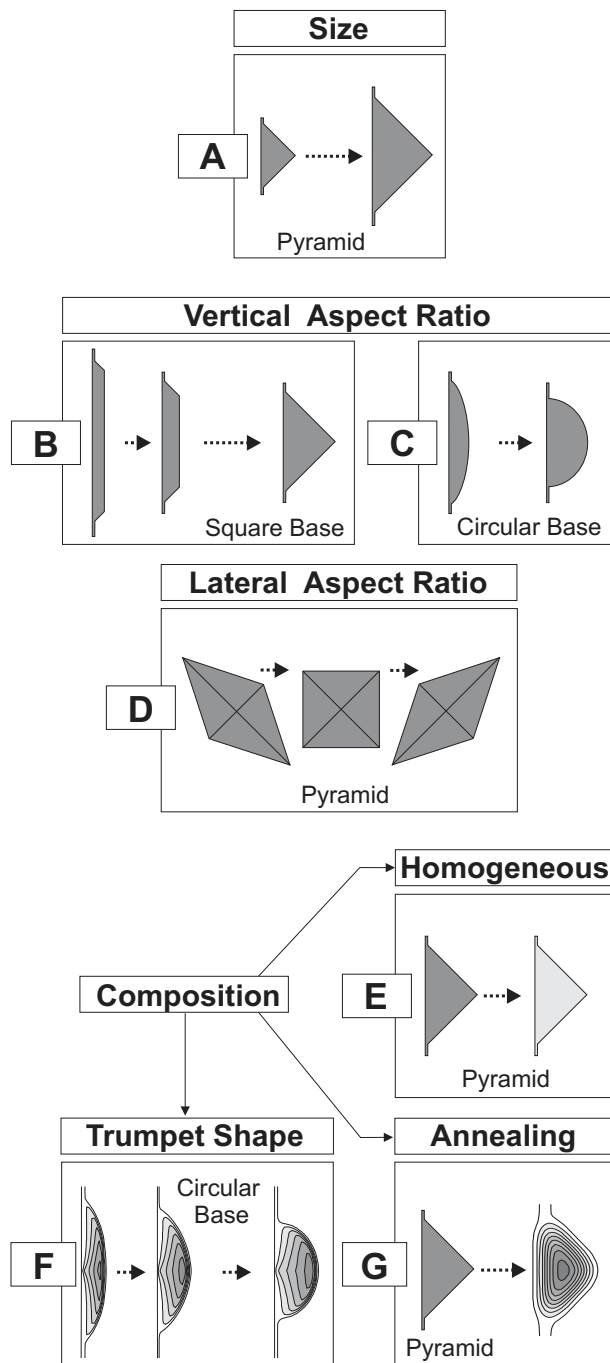 Size
A
Pyramid
Vertical Aspect Ratio
B
Square Base
C
Circular Base
Lateral Aspect Ratio
D
Pyramid
Homogeneous
Composition
E
Pyramid
Trumpet Shape
Annealing
Circular
Base
F
G
Pyramid